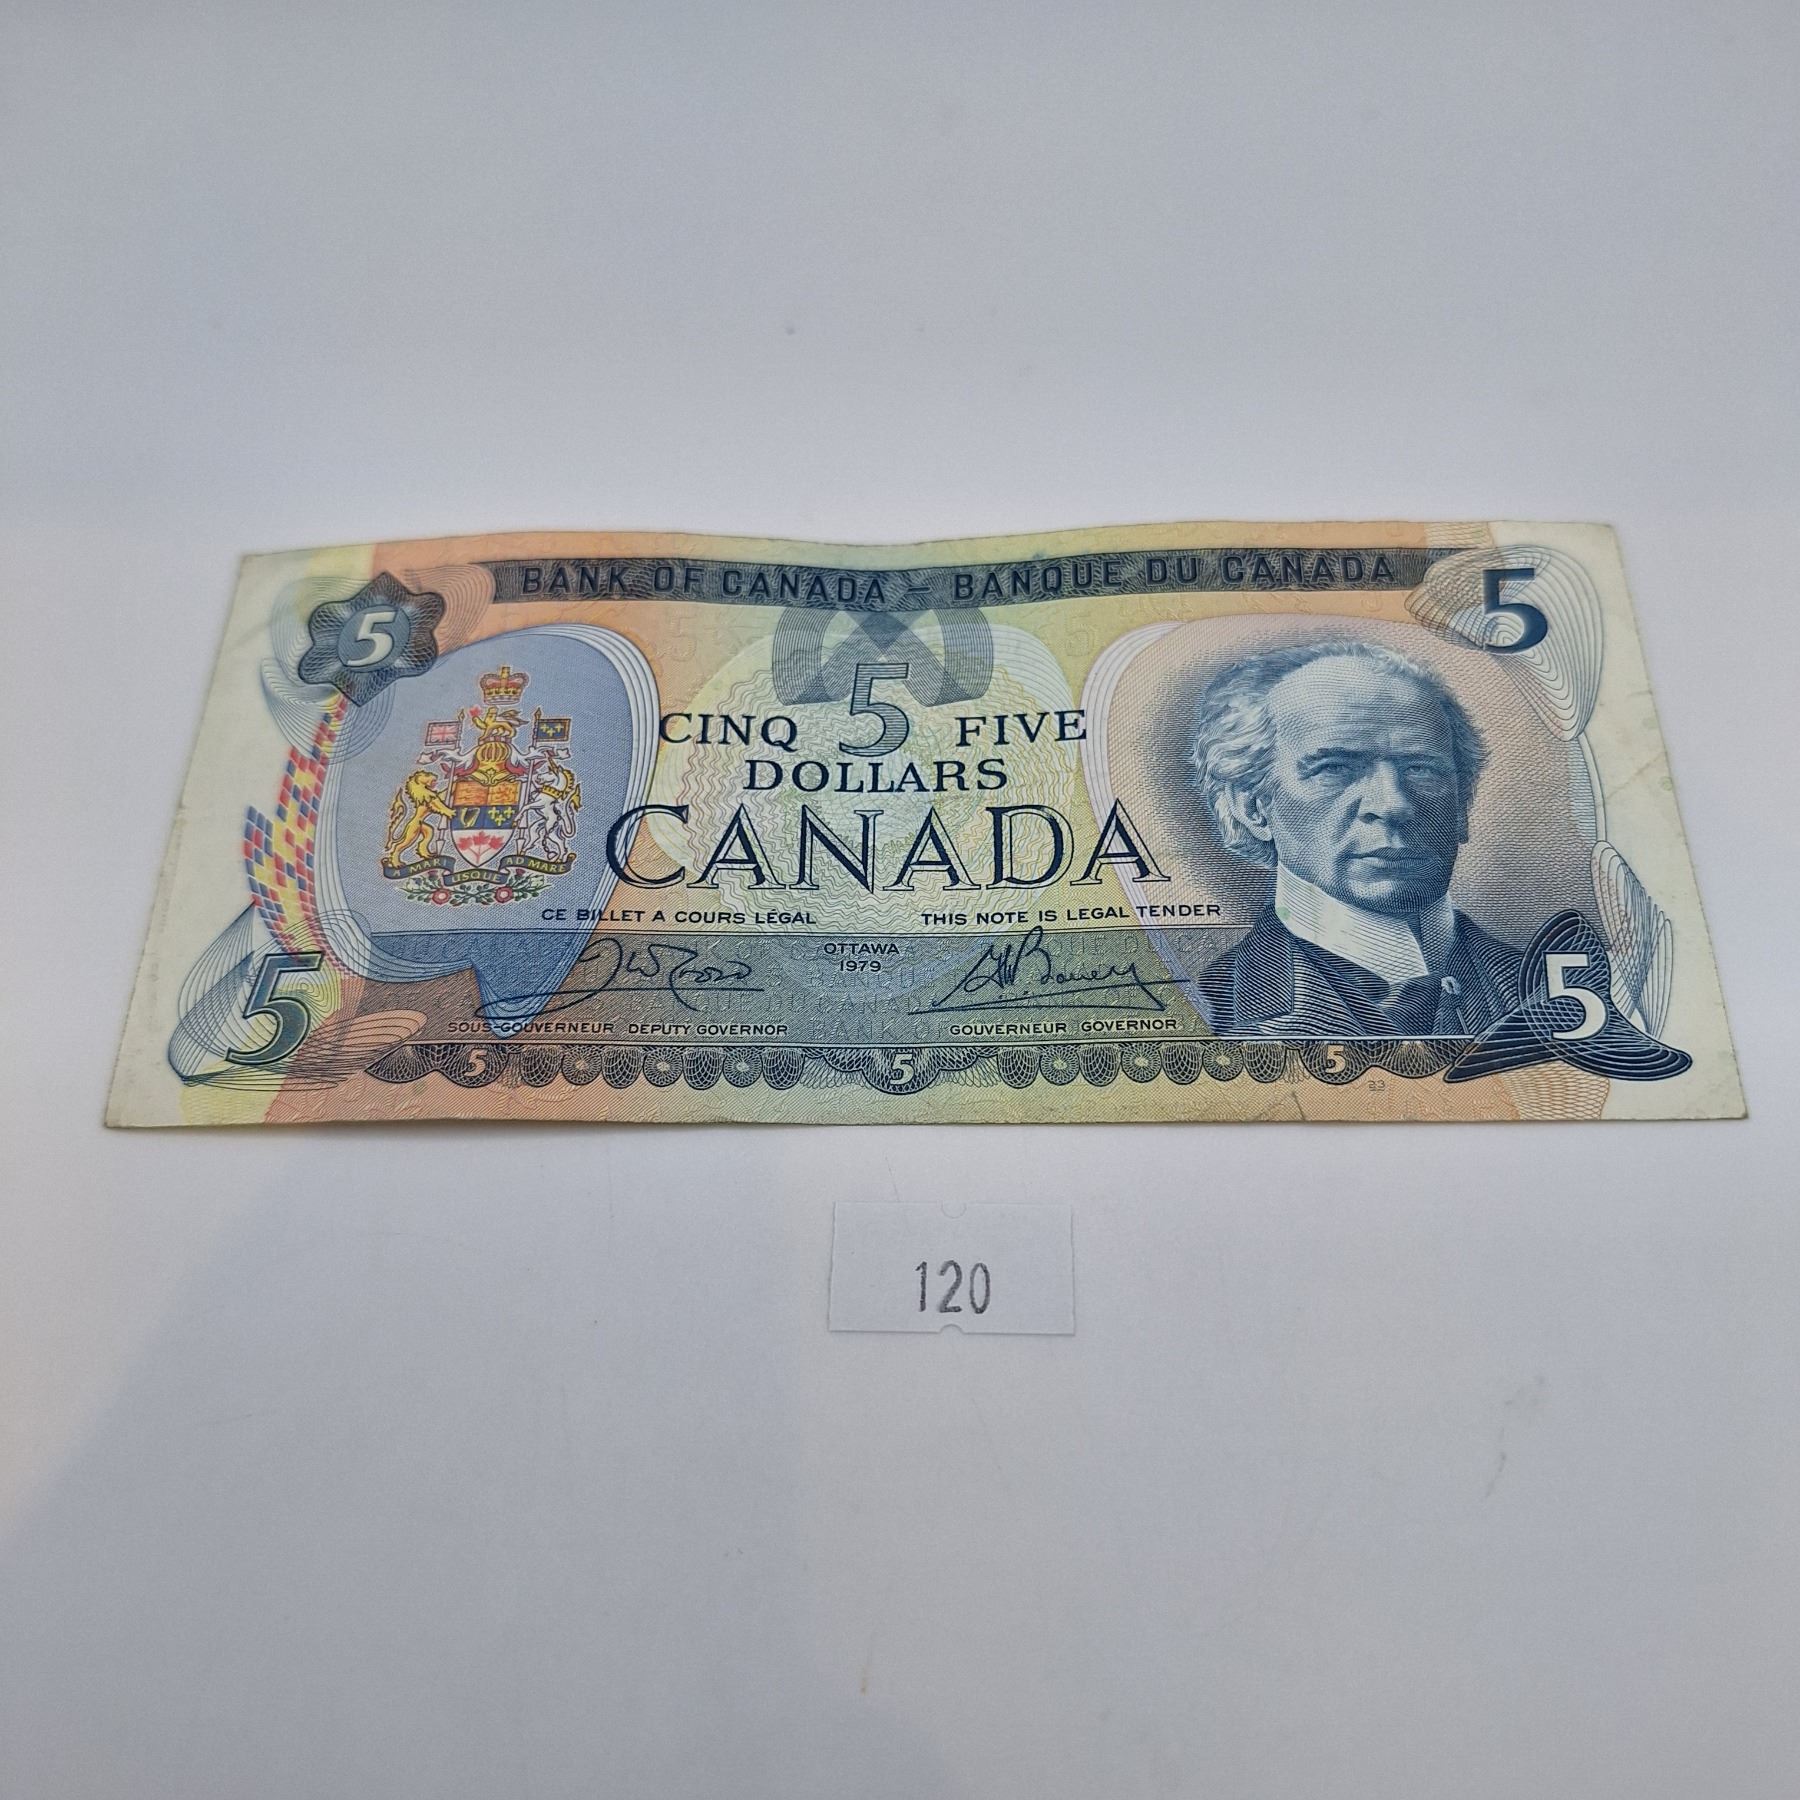 BANK OF CANADA – BANQUE DU CANADA
5
5
CINQ 5 FIVE
DOLLARS
CANADA
A MARI USQUE AD MARE
CE BILLET A COURS LÉGAL
THIS NOTE IS LEGAL TENDER
OTTAWA
1979
SOUS-GOUVERNEUR DEPUTY GOVERNOR
GOUVERNEUR GOVERNOR
5
5
5
5
5
120